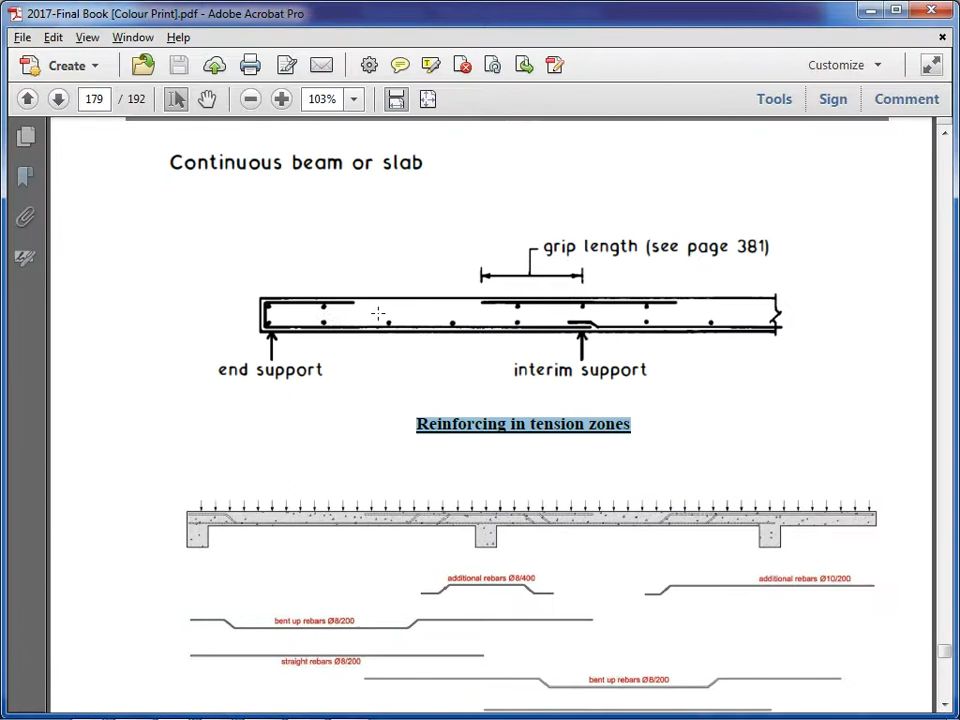 2017-Final Book [Colour Print].pdf - Adobe Acrobat Pro
File Edit View Window Help
Create
Customize
179 / 192
103%
Tools Sign Comment
Continuous beam or slab
grip length (see page 381)
end support
interim support
Reinforcing in tension zones
additional rebars Ø8/400
additional rebars Ø10/200
bent up rebars Ø8/200
straight rebars Ø8/200
bent up rebars Ø8/200